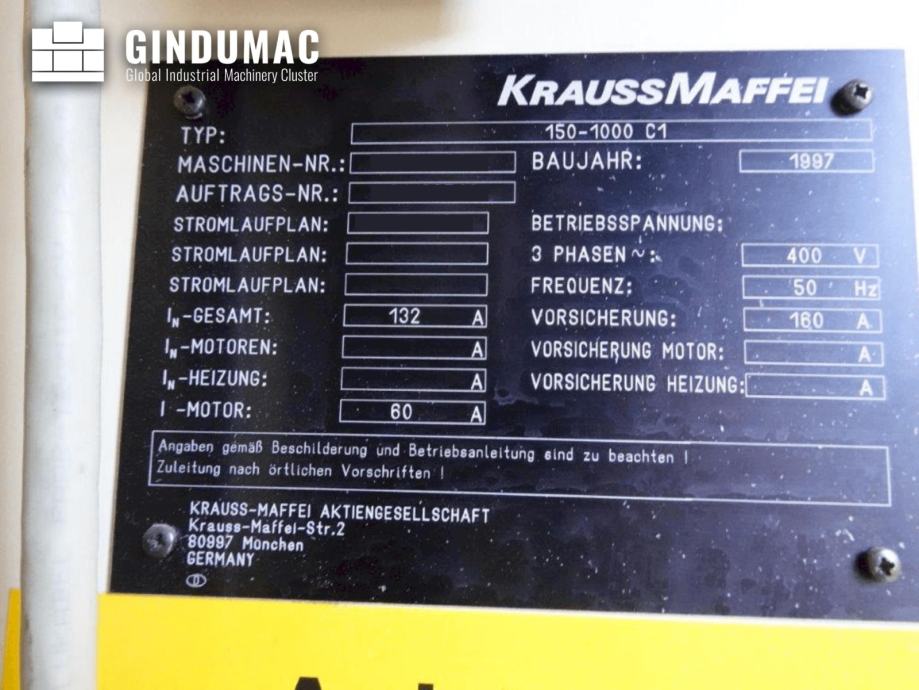 GINDUMAC
Global Industrial Machinery Cluster
KRAUSSMAFFEI
TYP: 150-1000 C1
MASCHINEN-NR.: BAUJAHR: 1997
AUFTRAGS-NR.:
STROMLAUFPLAN: BETRIEBSSPANNUNG:
STROMLAUFPLAN: 3 PHASEN ~: 400 V
STROMLAUFPLAN: FREQUENZ: 50 Hz
IN-GESAMT: 132 A VORSICHERUNG: 160 A
IN-MOTOREN: A VORSICHERUNG MOTOR: A
IN-HEIZUNG: A VORSICHERUNG HEIZUNG: A
I -MOTOR: 60 A
Angaben gemäß Beschilderung und Betriebsanleitung sind zu beachten !
Zuleitung nach örtlichen Vorschriften !
KRAUSS-MAFFEI AKTIENGESELLSCHAFT
Krauss-Maffei-Str.2
80997 München
GERMANY